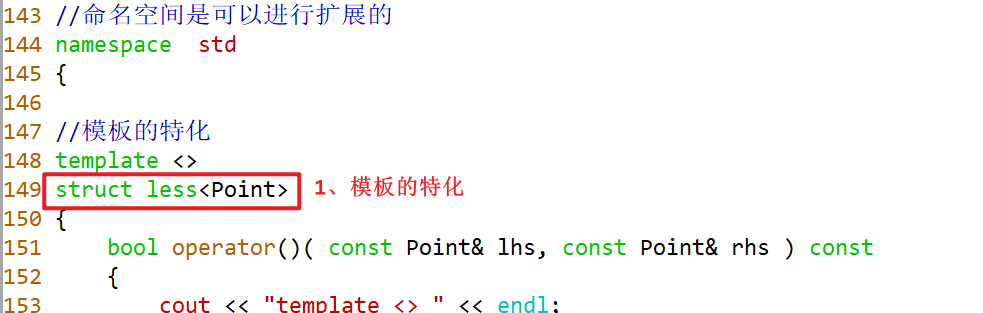 143 //命名空间是可以进行扩展的
144 namespace  std
145 {
146
147 //模板的特化
148 template <>
149 struct less<Point> 1、模板的特化
150 {
151     bool operator()( const Point& lhs, const Point& rhs ) const
152     {
153         cout << "template <> " << endl;